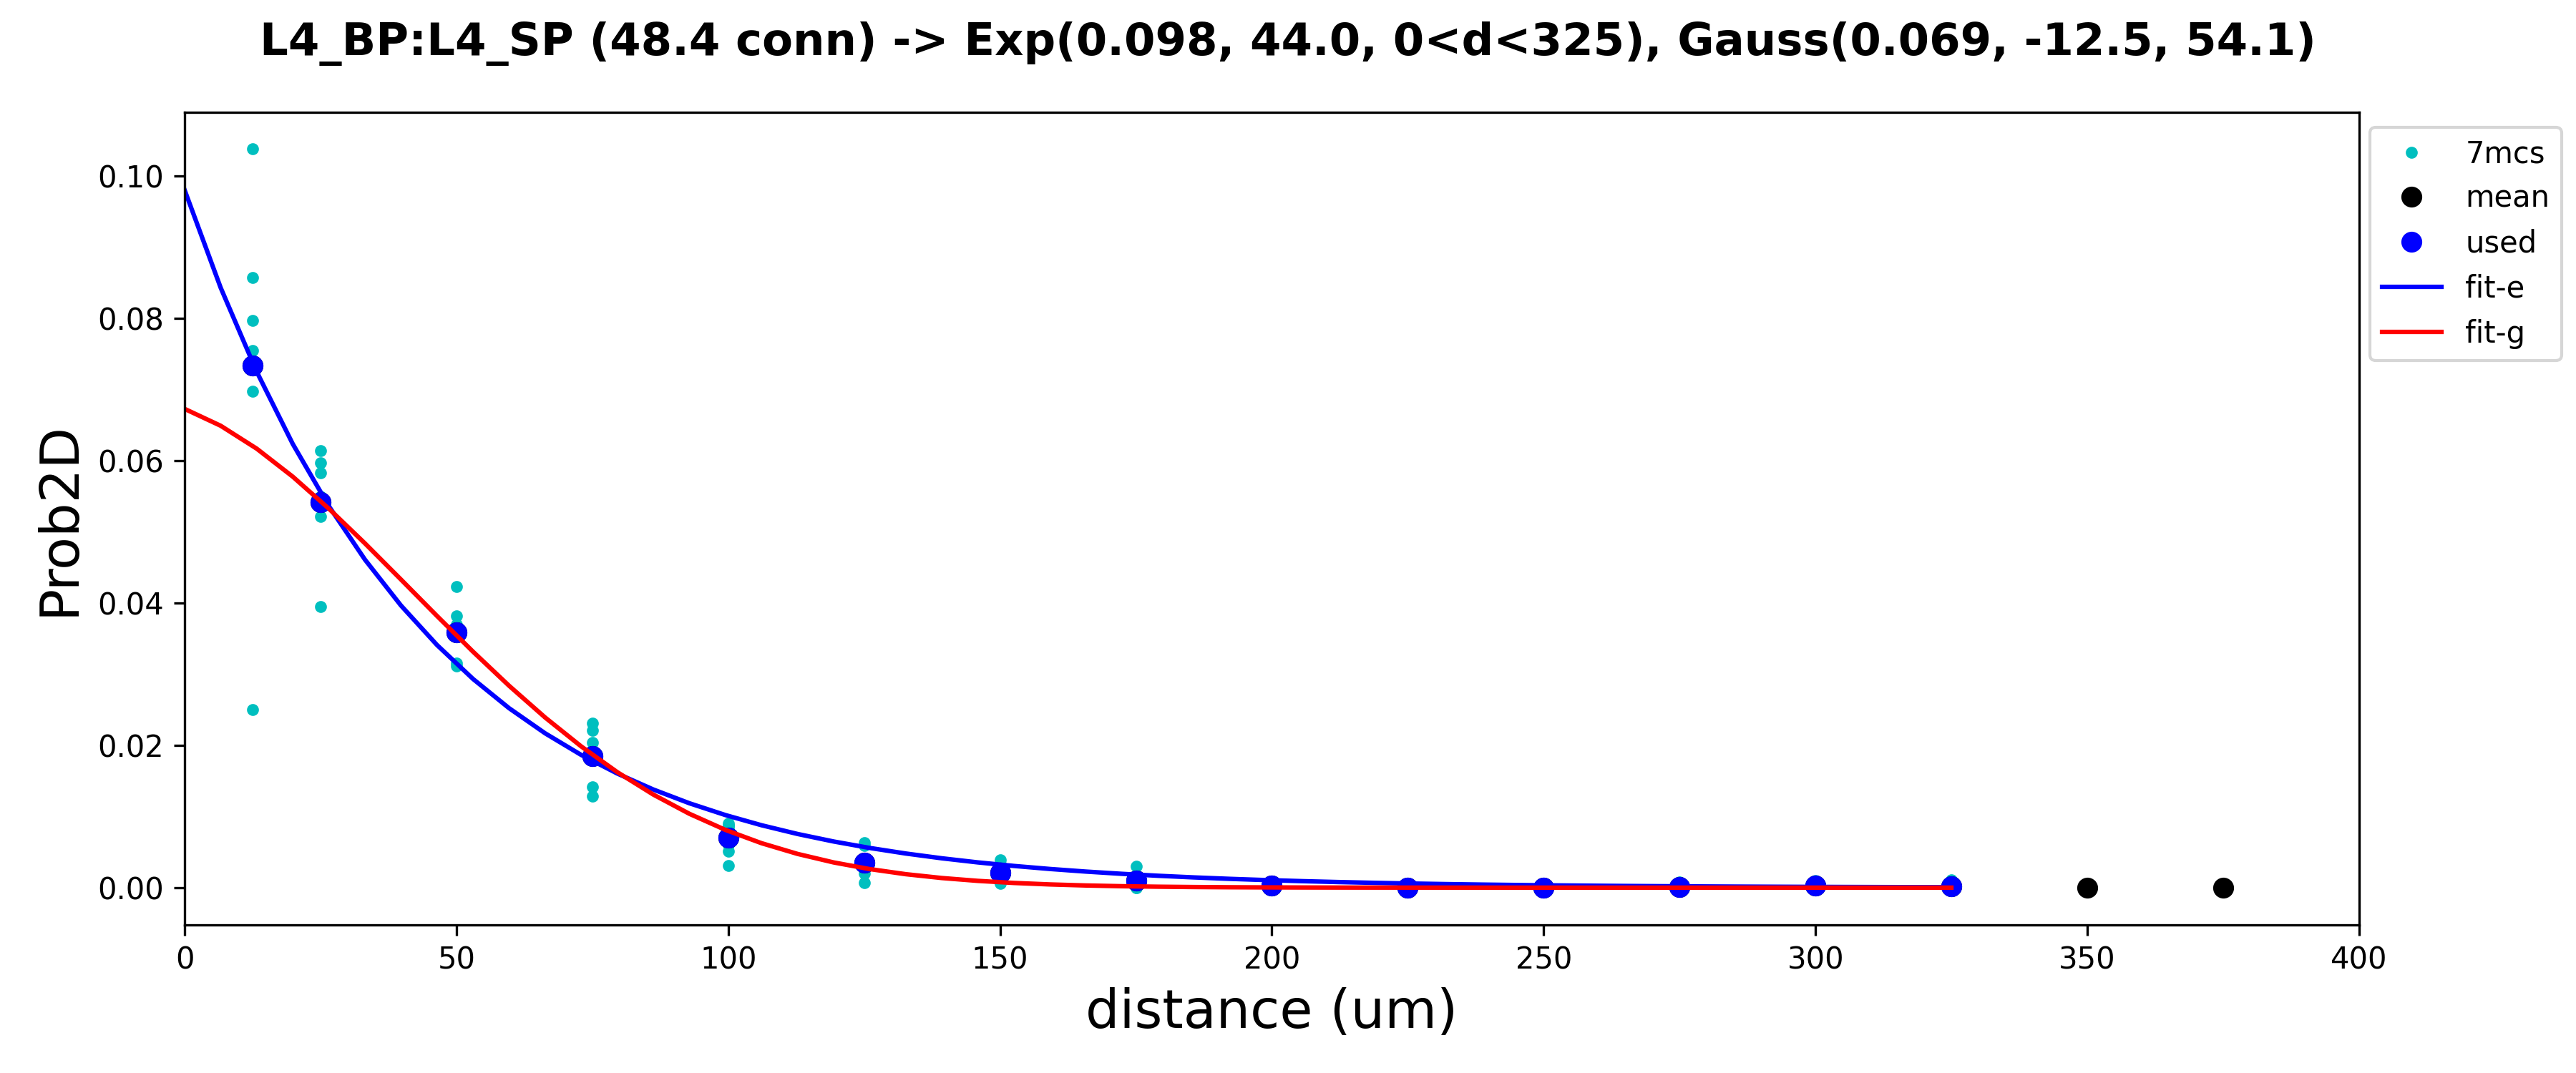 L4_BP:L4_SP (48.4 conn) -> Exp(0.098, 44.0, 0<d<325), Gauss(0.069, -12.5, 54.1)
7mcs
mean
used
fit-e
fit-g
Prob2D
0.10
0.08
0.06
0.04
0.02
0.00
0 50 100 150 200 250 300 350 400
distance (um)